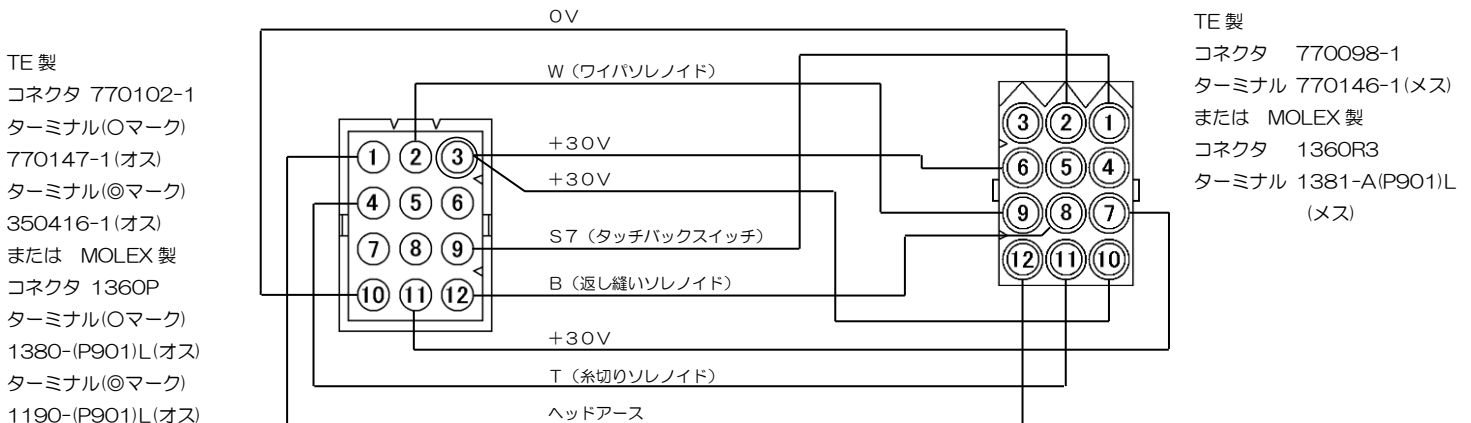 TE製
コネクタ 770102-1
ターミナル(○マーク)
770147-1(オス)
ターミナル(◎マーク)
350416-1(オス)
または MOLEX製
コネクタ 1360P
ターミナル(○マーク)
1380-(P901)L(オス)
ターミナル(◎マーク)
1190-(P901)L(オス)
0V
W(ワイパソレノイド)
+30V
+30V
S7(タッチバックスイッチ)
B(返し縫いソレノイド)
+30V
T(糸切りソレノイド)
ヘッドアース
1 2 3
4 5 6
7 8 9
10 11 12
3 2 1
6 5 4
9 8 7
12 11 10
TE製
コネクタ 770098-1
ターミナル 770146-1(メス)
または MOLEX製
コネクタ 1360R3
ターミナル 1381-A(P901)L
(メス)